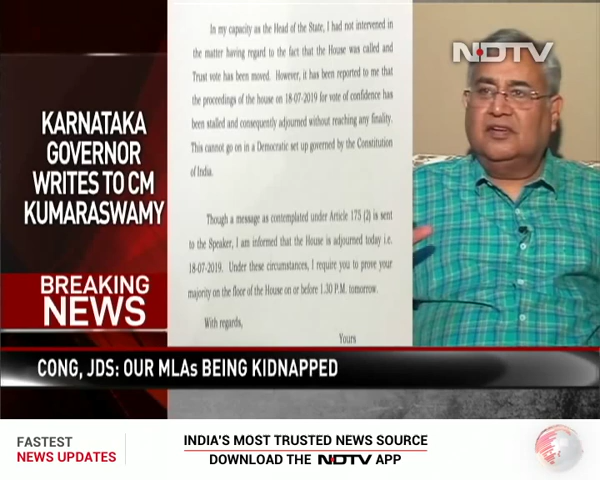 NDTV
KARNATAKA
GOVERNOR
WRITES TO CM
KUMARASWAMY
BREAKING
NEWS
In my capacity as the Head of the State, I had not intervened in
the matter having regard to the fact that the House was called and
Trust vote has been moved. However, it has been reported to me that
the proceedings of the house on 18-07-2019 for vote of confidence has
been stalled and consequently adjourned without reaching any finality.
This cannot go on in a Democratic set up governed by the Constitution
of India.
Though a message as contemplated under Article 175 (2) is sent
to the Speaker, I am informed that the House is adjourned today i.e.
18-07-2019. Under these circumstances, I require you to prove your
majority on the floor of the House on or before 1.30 P.M. tomorrow.
With regards,
Yours
CONG, JDS: OUR MLAs BEING KIDNAPPED
FASTEST
NEWS UPDATES
INDIA'S MOST TRUSTED NEWS SOURCE
DOWNLOAD THE NDTV APP